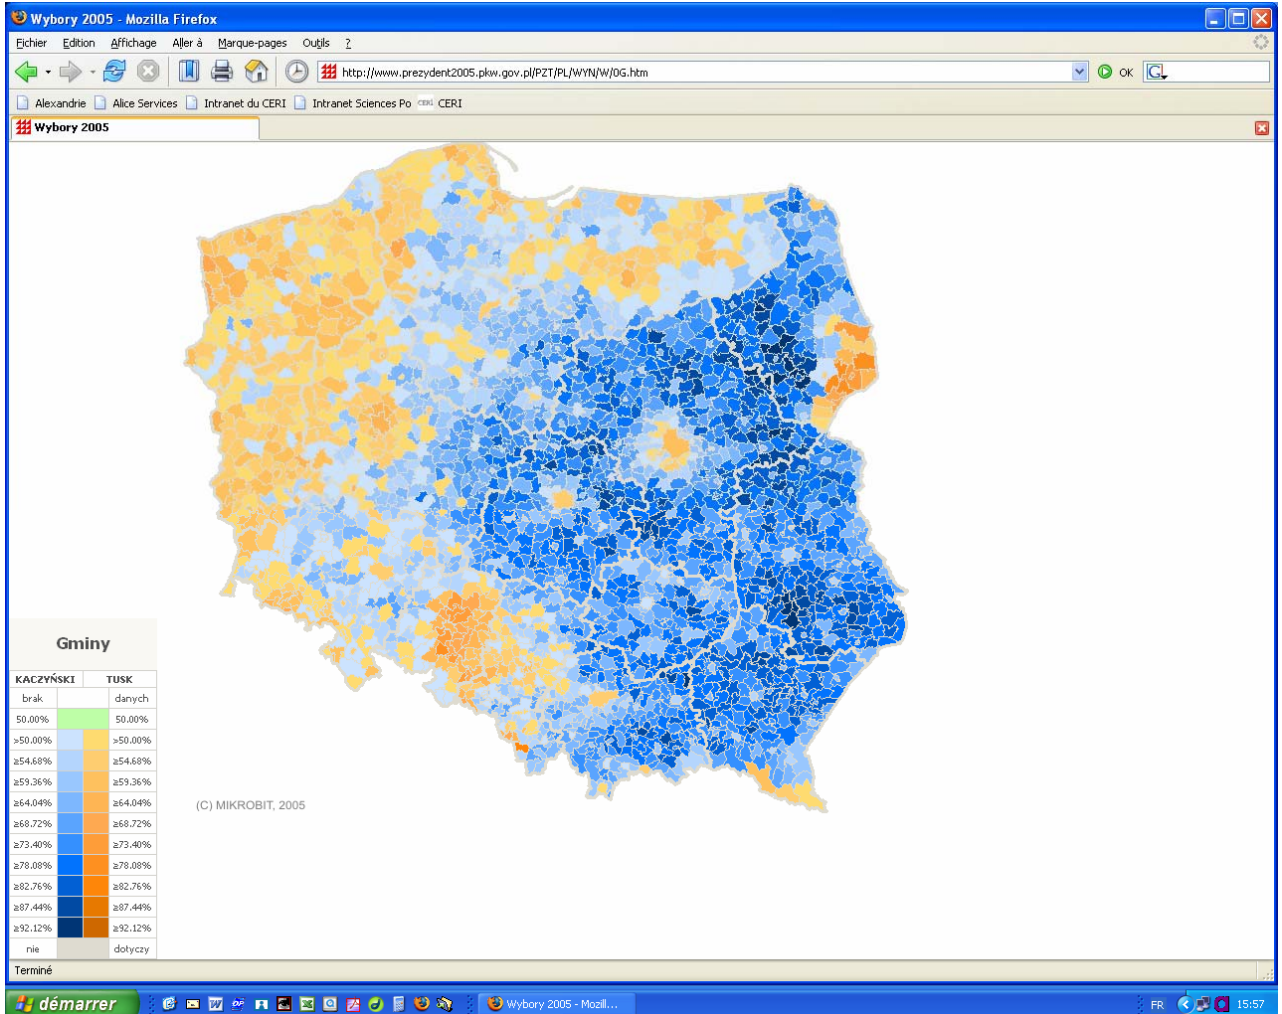 Wybory 2005 - Mozilla Firefox
Fichier Edition Affichage Aller à Marque-pages Outils ?
http://www.prezydent2005.pkw.gov.pl/PZT/PL/WYN/W/0G.htm OK G
Alexandrie Alice Services Intranet du CERI Intranet Sciences Po CERI CERI
Wybory 2005
Gminy
KACZYŃSKI TUSK
brak danych
50.00% 50.00%
>50.00% >50.00%
≥54.68% ≥54.68%
≥59.36% ≥59.36%
≥64.04% ≥64.04%
≥68.72% ≥68.72%
≥73.40% ≥73.40%
≥78.08% ≥78.08%
≥82.76% ≥82.76%
≥87.44% ≥87.44%
≥92.12% ≥92.12%
nie dotyczy
(C) MIKROBIT, 2005
Terminé
démarrer Wybory 2005 - Mozill... FR 15:57